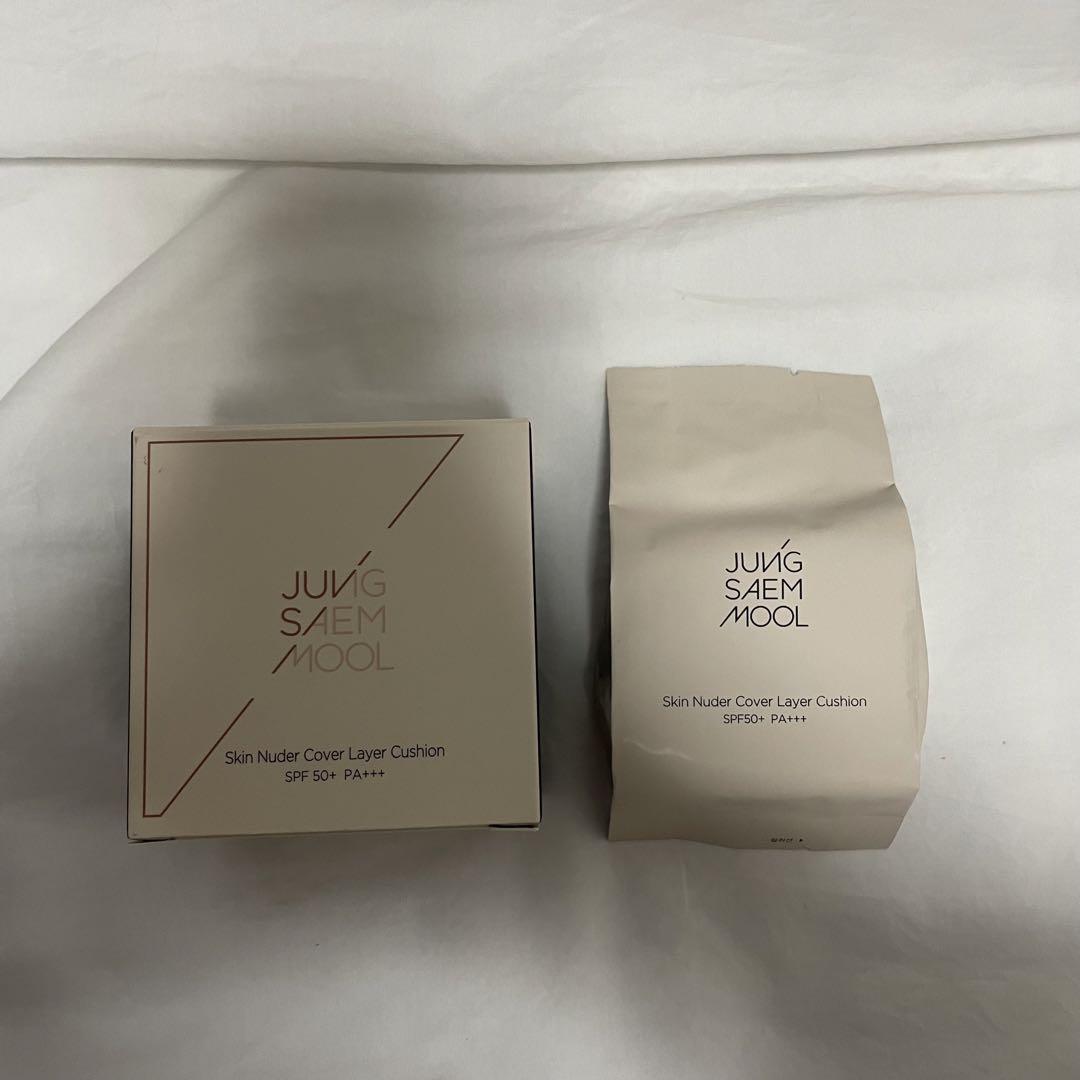 JUNG
SAEM
MOOL
Skin Nuder Cover Layer Cushion
SPF 50+ PA+++
JUNG
SAEM
MOOL
Skin Nuder Cover Layer Cushion
SPF50+ PA+++